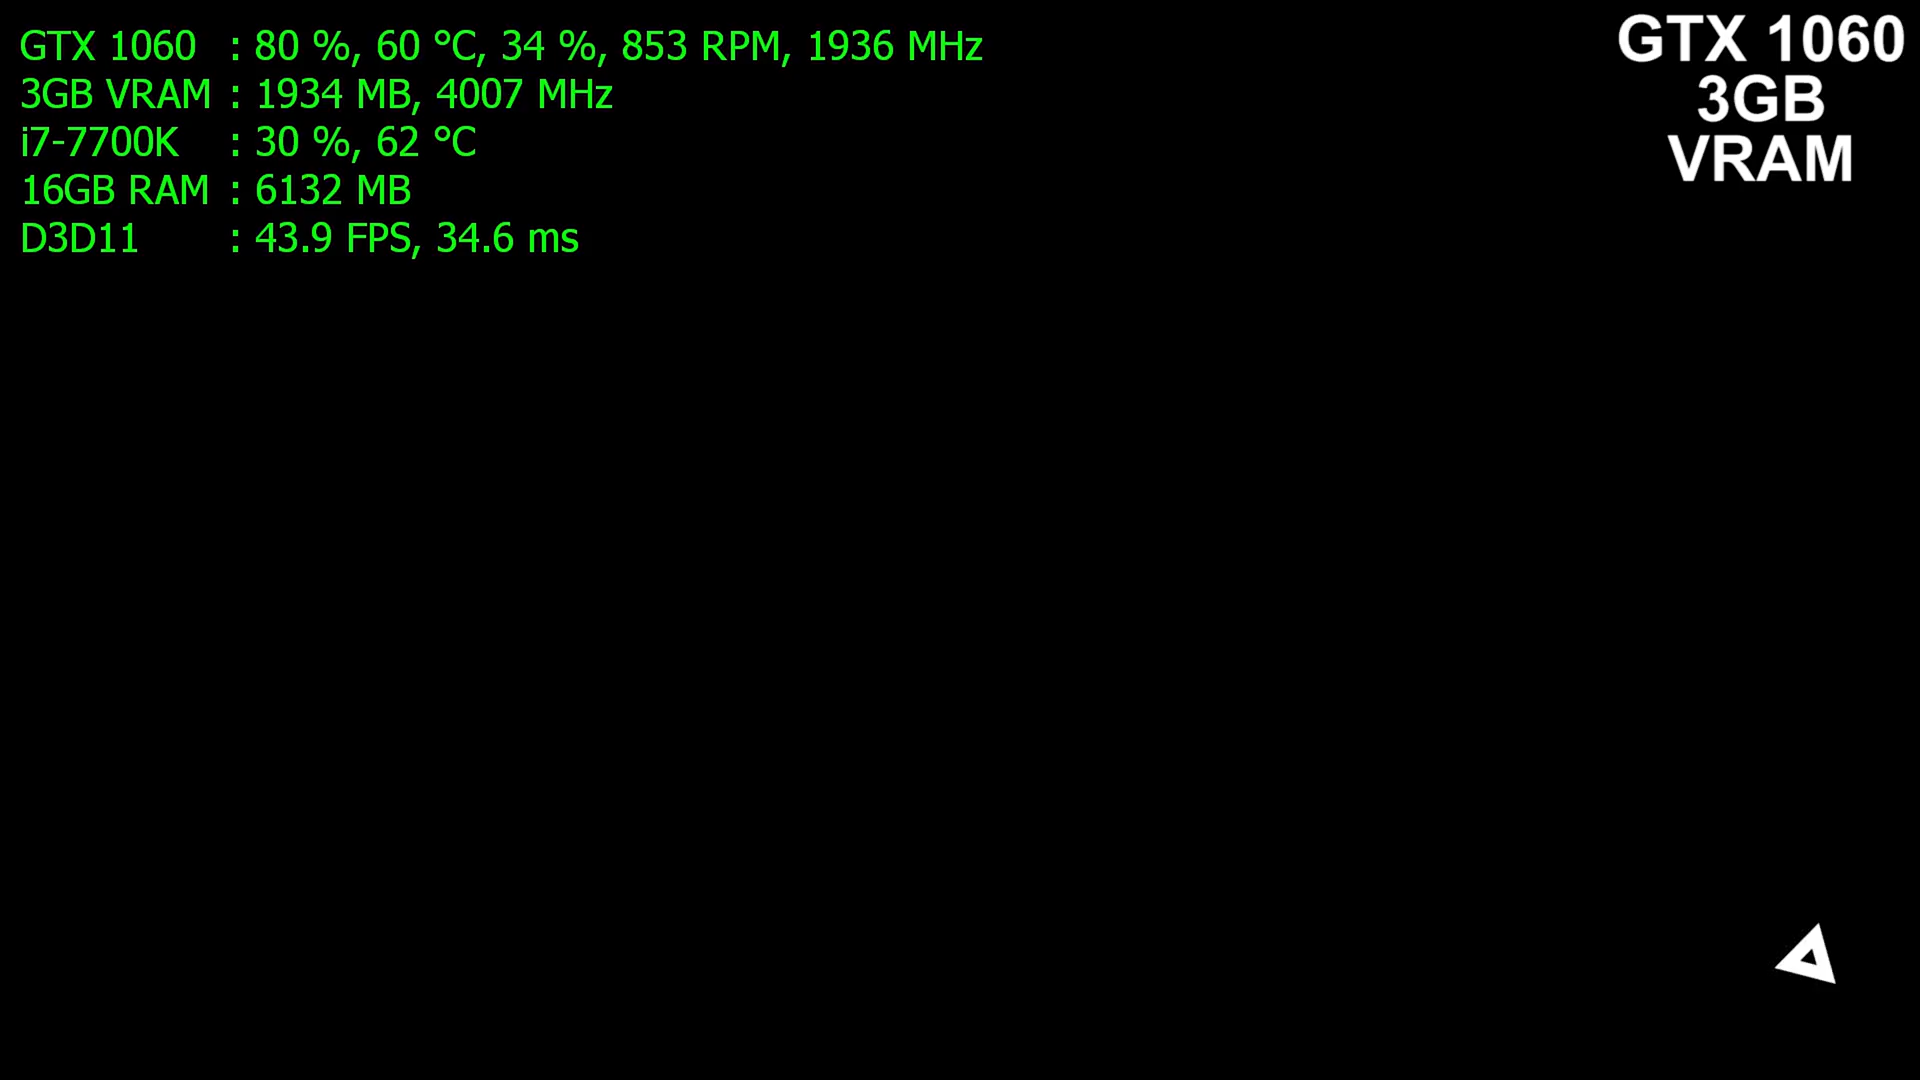 GTX 1060 : 80 %, 60 °C, 34 %, 853 RPM, 1936 MHz
3GB VRAM : 1934 MB, 4007 MHz
i7-7700K : 30 %, 62 °C
16GB RAM : 6132 MB
D3D11 : 43.9 FPS, 34.6 ms
GTX 1060
3GB
VRAM